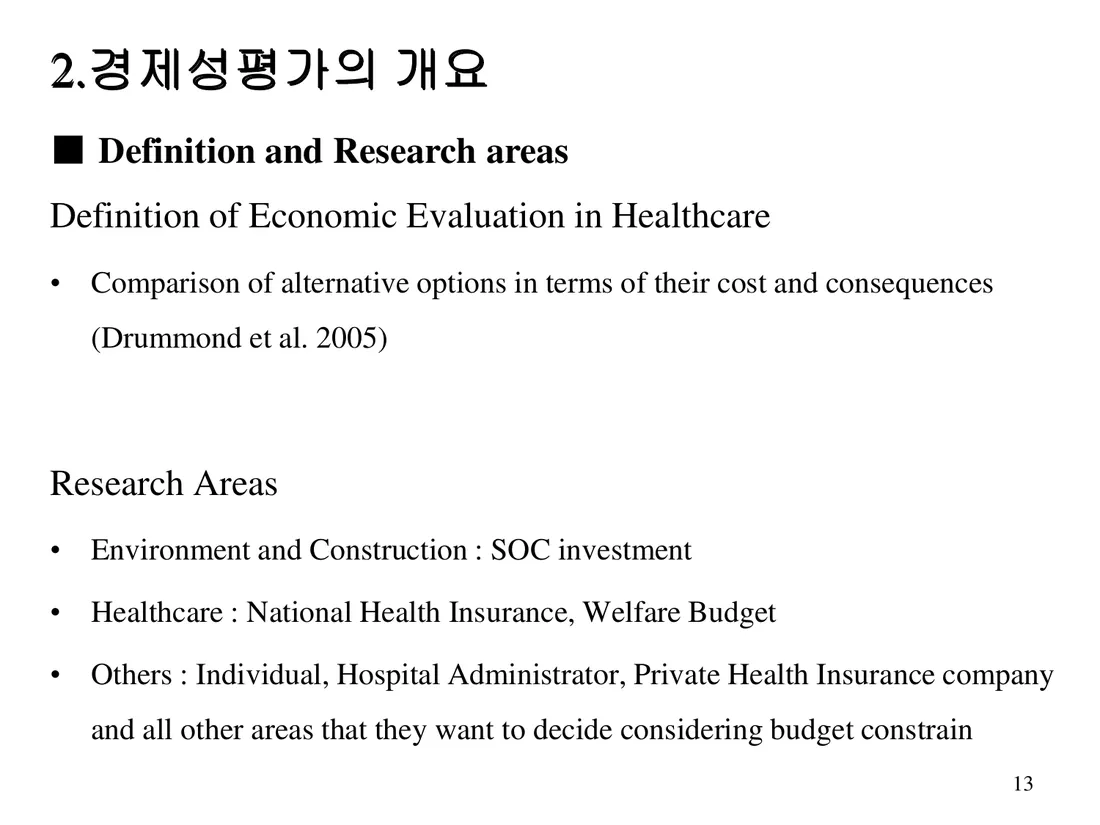 2.경제성평가의 개요
■ Definition and Research areas
Definition of Economic Evaluation in Healthcare
• Comparison of alternative options in terms of their cost and consequences
(Drummond et al. 2005)
Research Areas
• Environment and Construction : SOC investment
• Healthcare : National Health Insurance, Welfare Budget
• Others : Individual, Hospital Administrator, Private Health Insurance company
and all other areas that they want to decide considering budget constrain
13